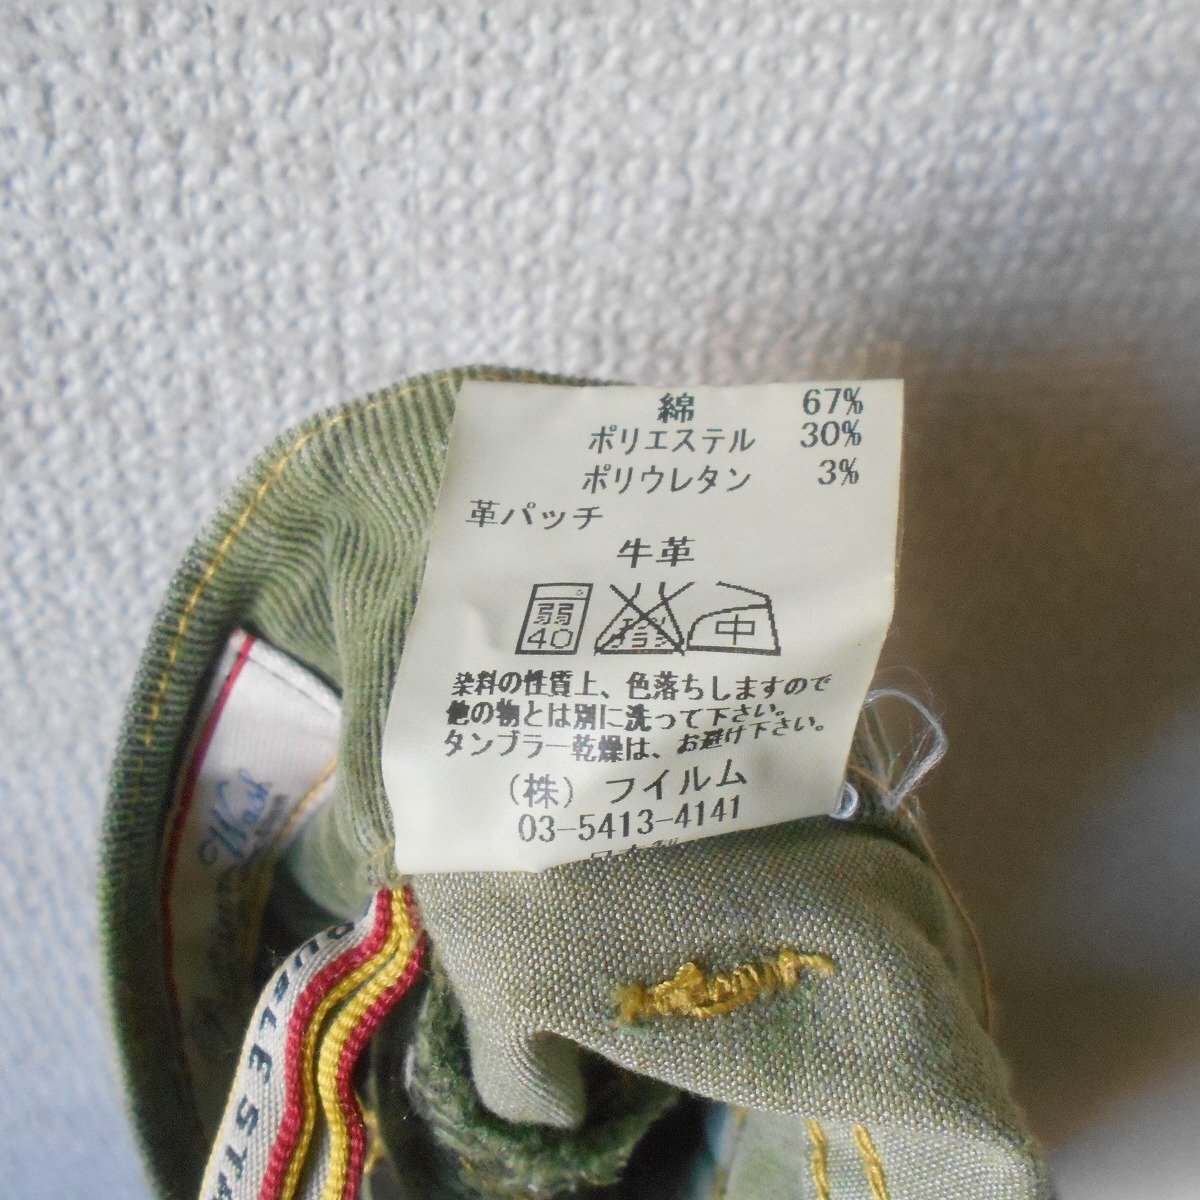 綿 67%
ポリエステル 30%
ポリウレタン 3%
革パッチ
牛革
弱
40
中
染料の性質上、色落ちしますので
他の物とは別に洗って下さい。
タンブラー乾燥は、お避け下さい。
(株) フイルム
03-5413-4141
West
UBLE STA